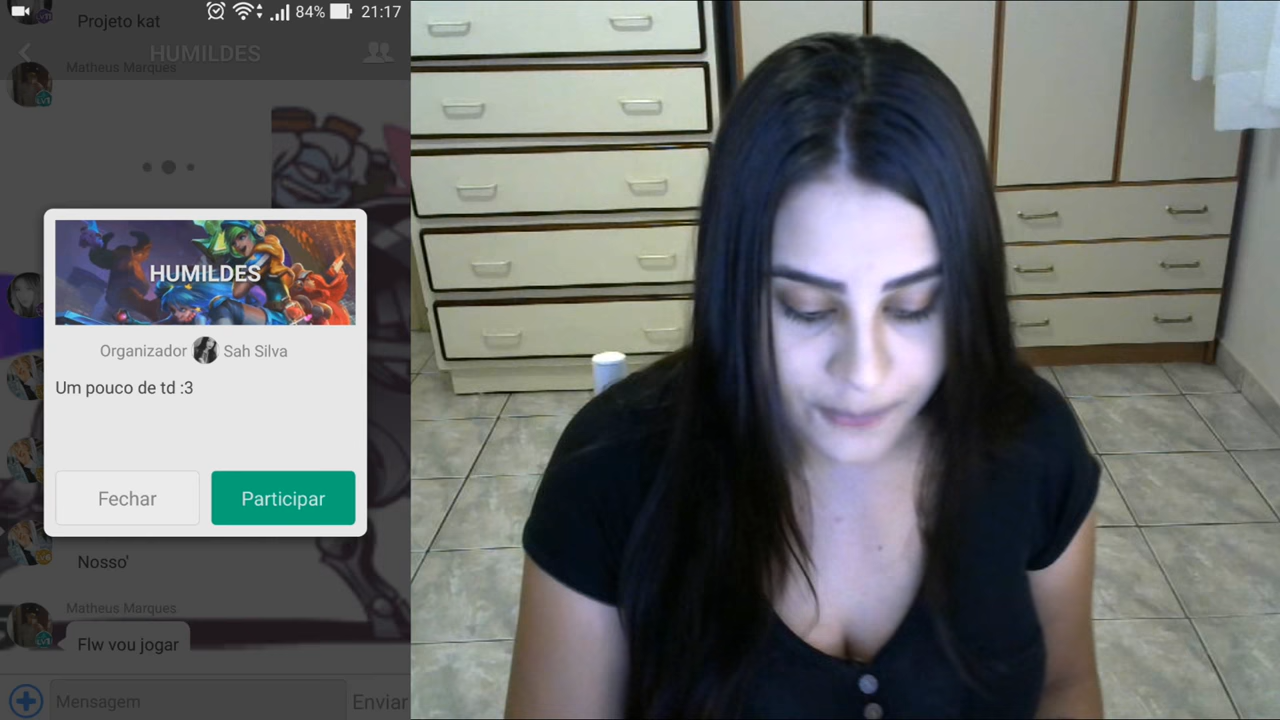 84% 21:17
Projeto kat
HUMILDES
Matheus Marques
HUMILDES
Organizador Sah Silva
Um pouco de td :3
Fechar Participar
Nosso'
Matheus Marques
Flw vou jogar
Mensagem Enviar